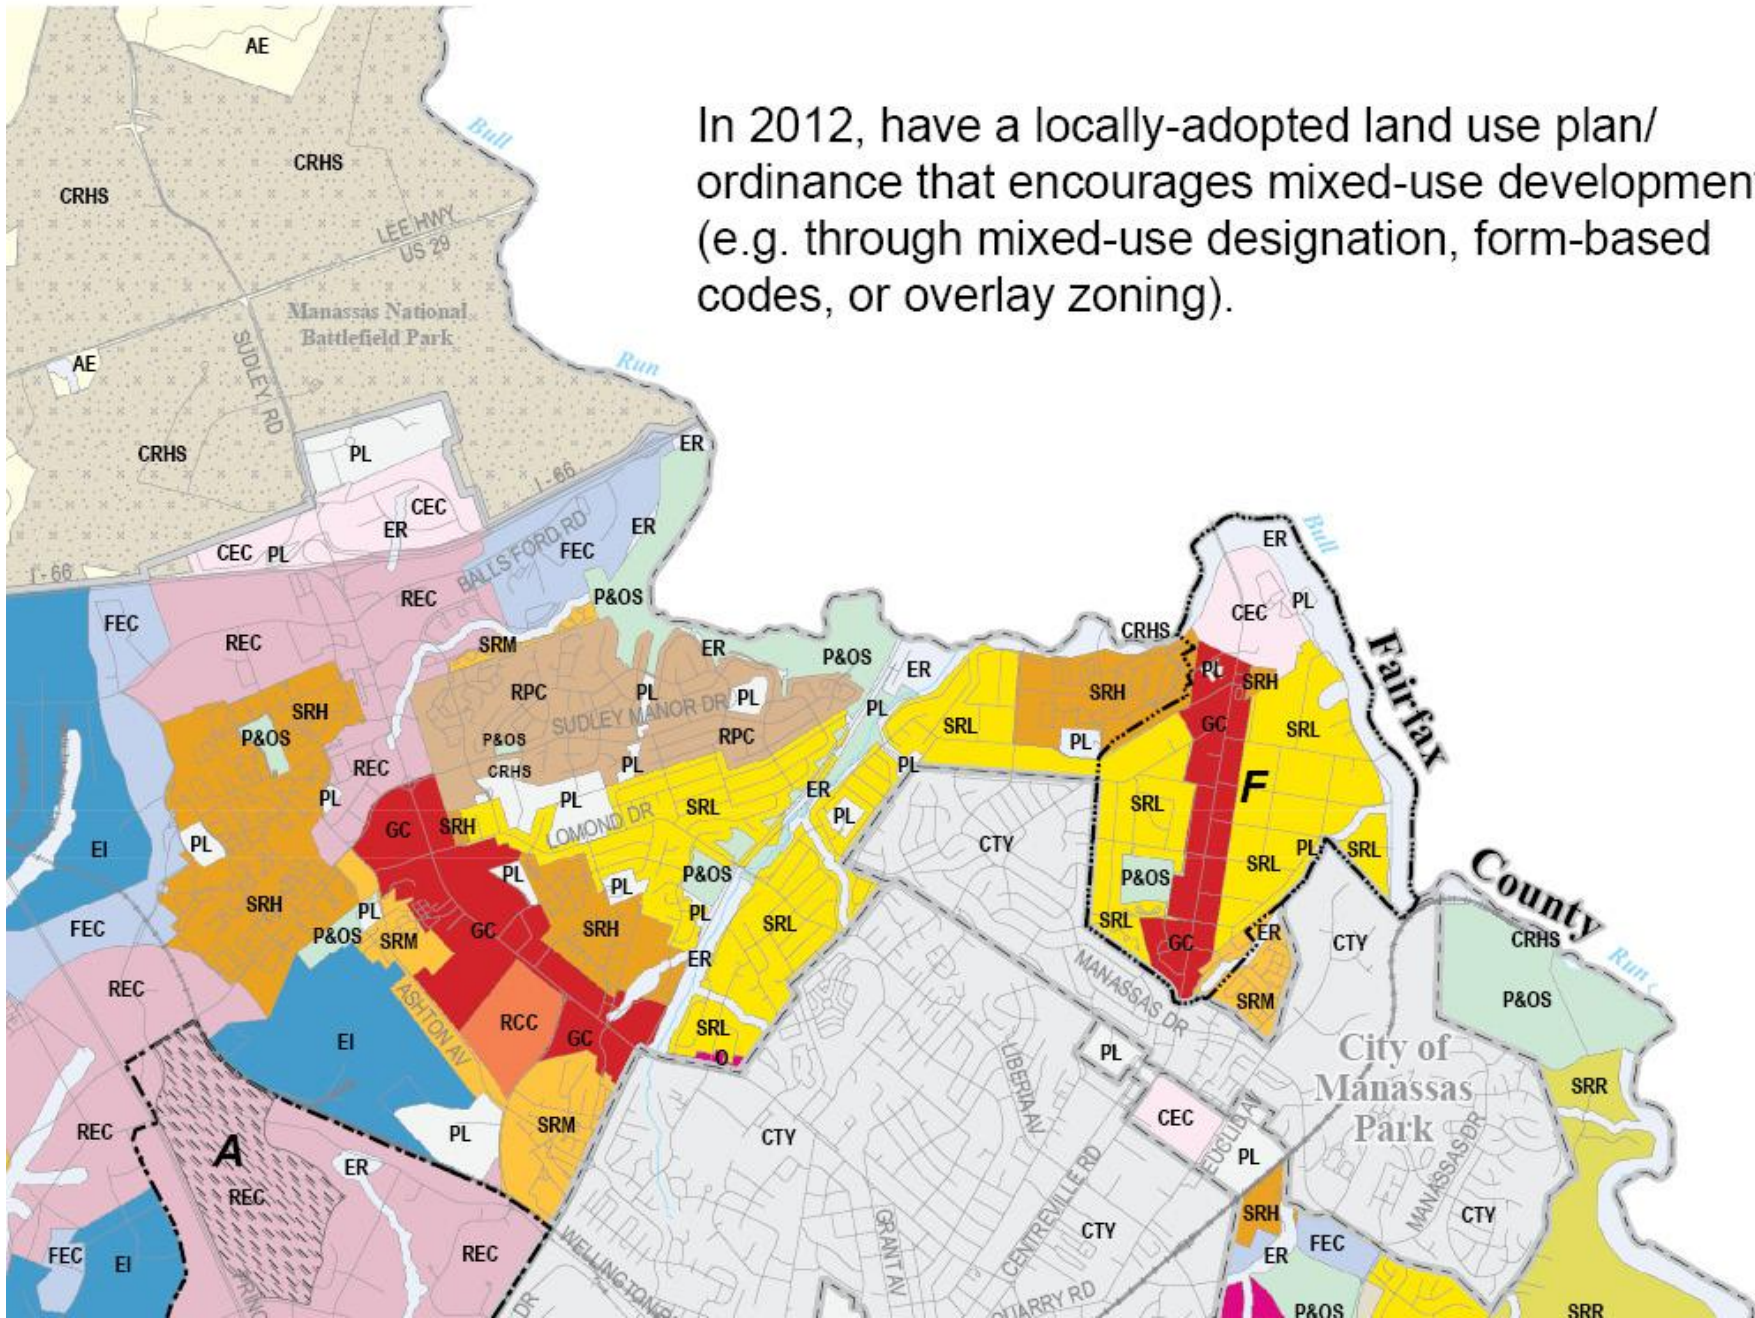 In 2012, have a locally-adopted land use plan/
ordinance that encourages mixed-use developmen
(e.g. through mixed-use designation, form-based
codes, or overlay zoning).
AE
Bull
CRHS
CRHS
LEE HWY
US 29
Manassas National
Battlefield Park
SUDLEY RD
AE
Run
CRHS
PL
ER
I - 66
CEC
ER
CEC
PL
I - 66
BALLS FORD RD
FEC
ER
ER
Bull
REC
P&OS
FEC
REC
SRM
ER
P&OS
ER
CRHS
CEC
PL
Fairfax
RPC
PL
PL
SUDLEY MANOR DR
PL
SRH
PL
SRH
SRH
P&OS
P&OS
RPC
SRL
GC
SRL
PL
REC
CRHS
PL
PL
PL
PL
ER
F
LOMOND DR
SRL
SRL
GC
SRH
PL
PL
EI
CTY
PL
SRL
PL
SRL
P&OS
P&OS
PL
PL
SRH
PL
PL
SRL
SRL
County
FEC
P&OS
SRM
GC
SRH
ER
GC
ER
CTY
CRHS
Run
REC
MANASSAS DR
SRM
P&OS
ASHTON AV
RCC
GC
SRL
O
EI
LIBERIA AV
PL
City of
Manassas
Park
SRR
CEC
REC
A
PL
SRM
CTY
EUCLID AV
PL
ER
REC
CENTREVILLE RD
MANASSAS DR
GRANT AV
SRH
CTY
CTY
FEC
EI
REC
WELLINGTON R
ER
FEC
DR
QUARRY RD
P&OS
SRR